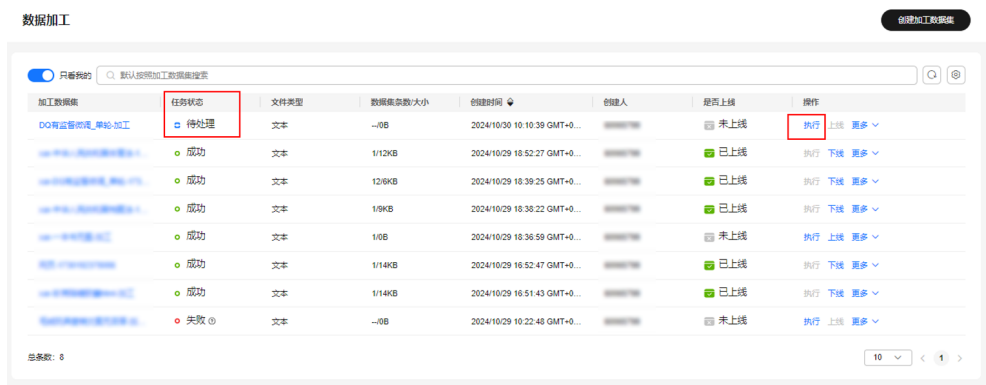 数据加工
创建加工数据集
只看我的 默认按照加工数据集搜索
加工数据集 任务状态 文件类型 数据集条数/大小 创建时间 创建人 是否上线 操作
DQ有监督微调_单轮-加工 待处理 文本 --/0B 2024/10/30 10:10:39 GMT+0... 未上线 执行 上线 更多
成功 文本 1/12KB 2024/10/29 18:52:27 GMT+0... 已上线 执行 下线 更多
成功 文本 12/6KB 2024/10/29 18:39:25 GMT+0... 已上线 执行 下线 更多
成功 文本 1/9KB 2024/10/29 18:38:22 GMT+0... 已上线 执行 下线 更多
成功 文本 1/0B 2024/10/29 18:36:59 GMT+0... 未上线 执行 上线 更多
成功 文本 1/14KB 2024/10/29 16:52:47 GMT+0... 已上线 执行 下线 更多
成功 文本 1/14KB 2024/10/29 16:51:43 GMT+0... 已上线 执行 下线 更多
失败 文本 --/0B 2024/10/29 10:22:48 GMT+0... 未上线 执行 上线 更多
总条数: 8 10 1